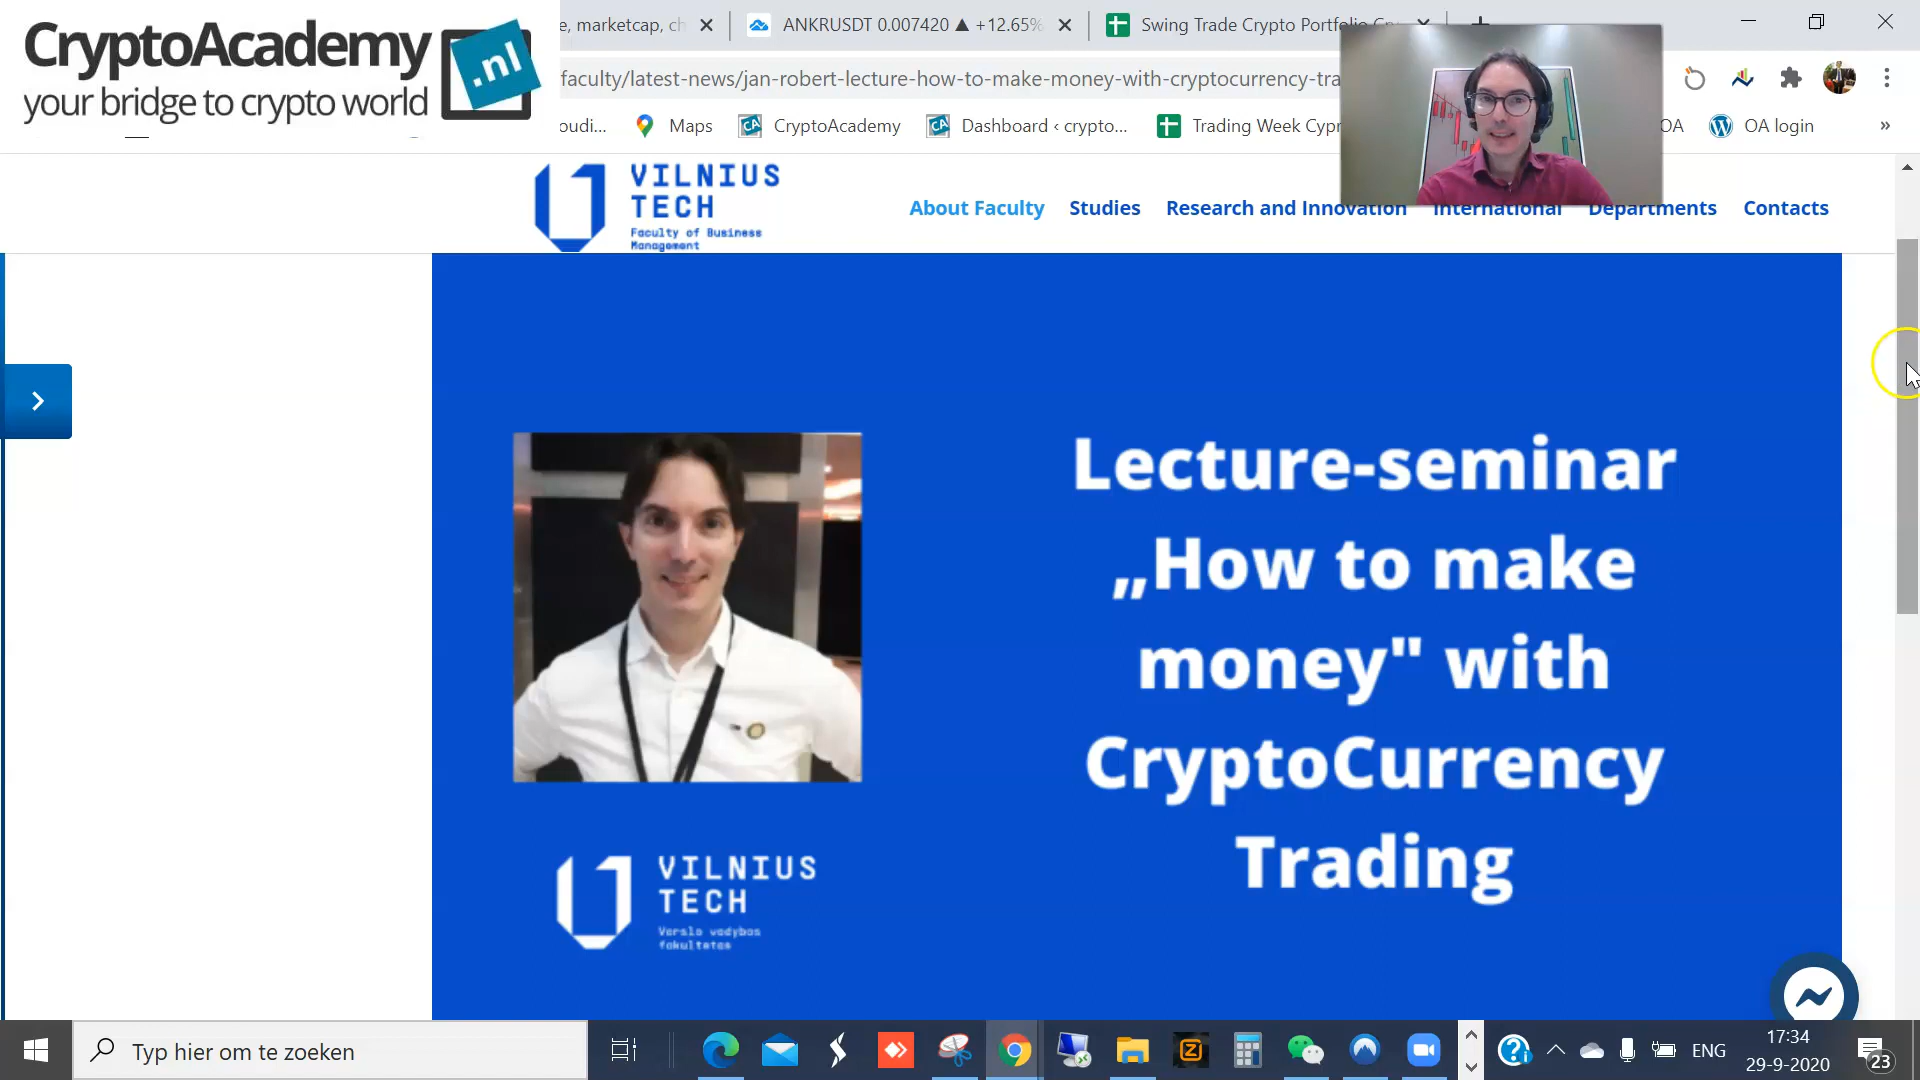 CryptoAcademy
.nl
your bridge to crypto world
e, marketcap, ch
ANKRUSDT 0.007420 ▲ +12.65%
Swing Trade Crypto Portfolio
faculty/latest-news/jan-robert-lecture-how-to-make-money-with-cryptocurrency-tra
oudi...
Maps
CryptoAcademy
Dashboard ‹ crypto...
Trading Week Cypr
OA
OA login
»
VILNIUS
TECH
Faculty of Business
Management
About Faculty
Studies
Research and Innovation
International
Departments
Contacts
Lecture-seminar
„How to make
money" with
CryptoCurrency
Trading
VILNIUS
TECH
Verslo vadybos
fakultetas
Typ hier om te zoeken
ENG
17:34
29-9-2020
23